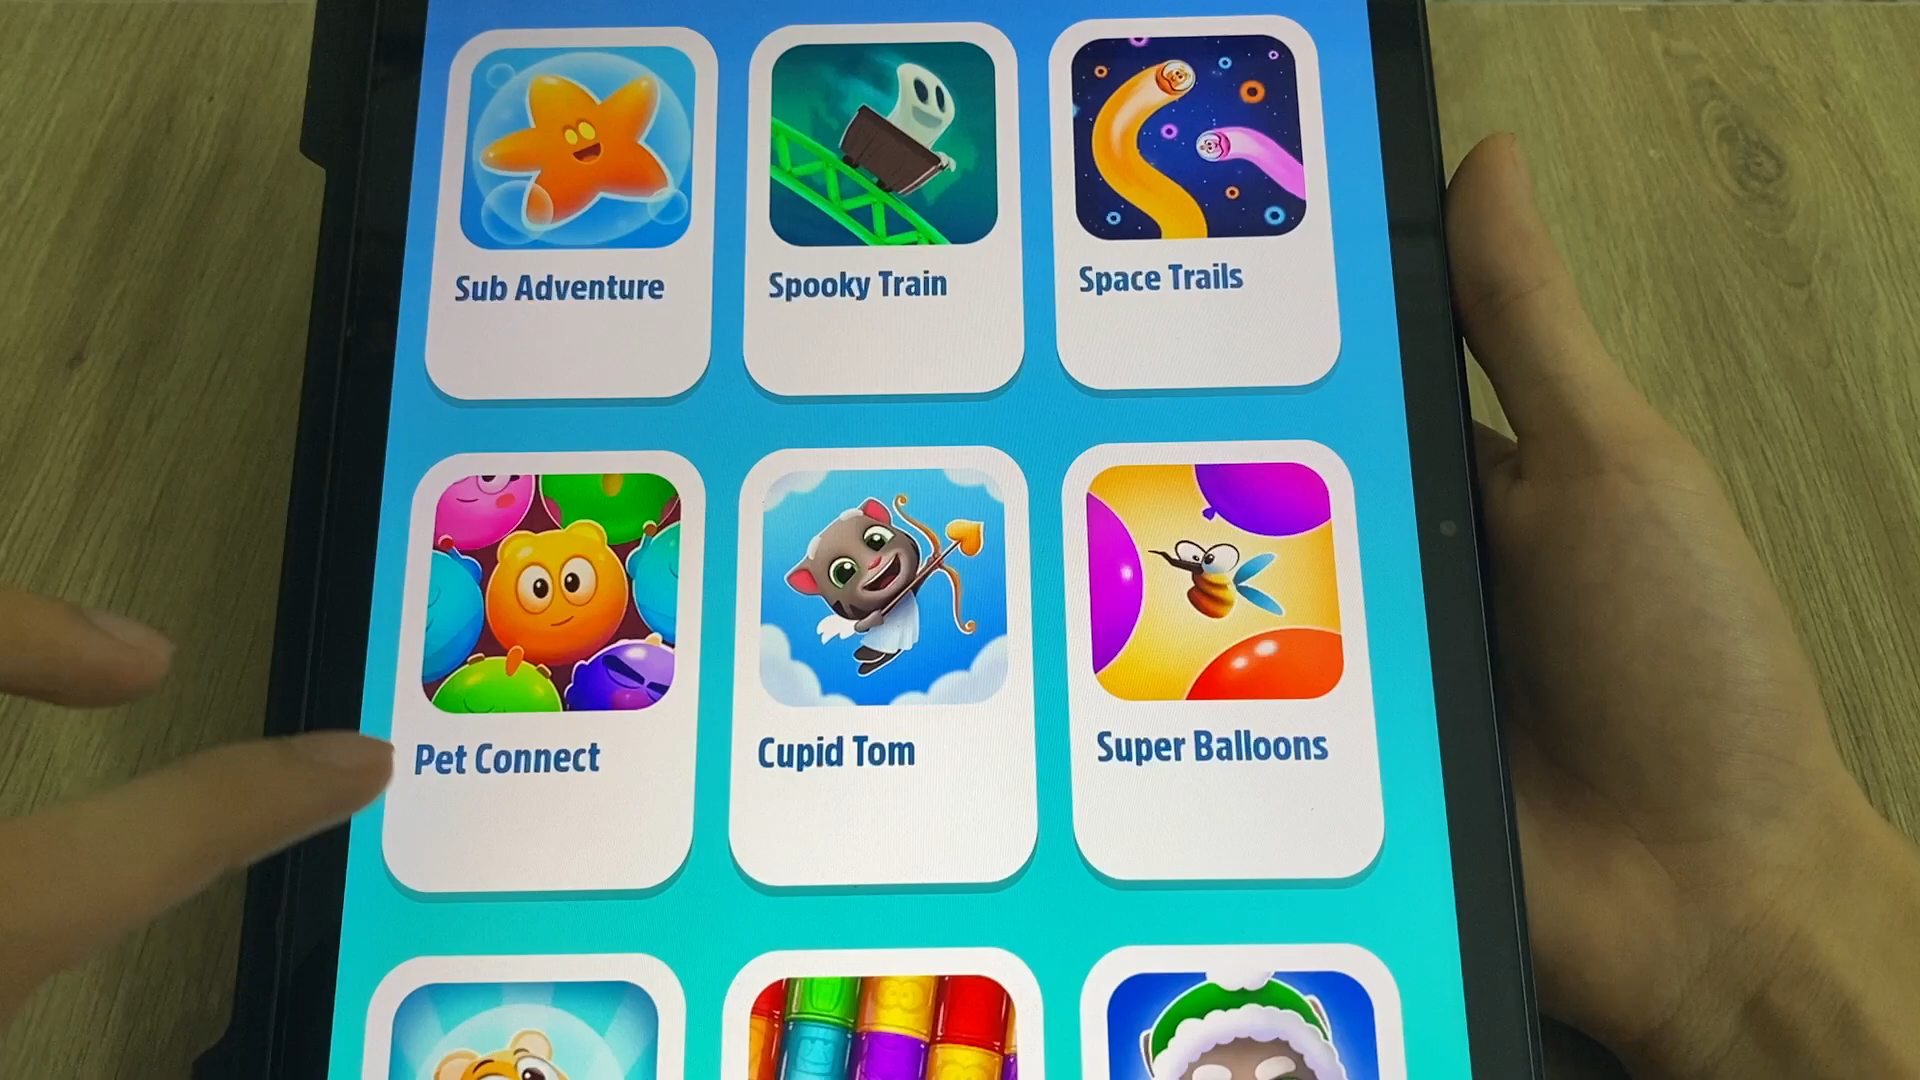 Sub Adventure
Spooky Train
Space Trails
Pet Connect
Cupid Tom
Super Balloons